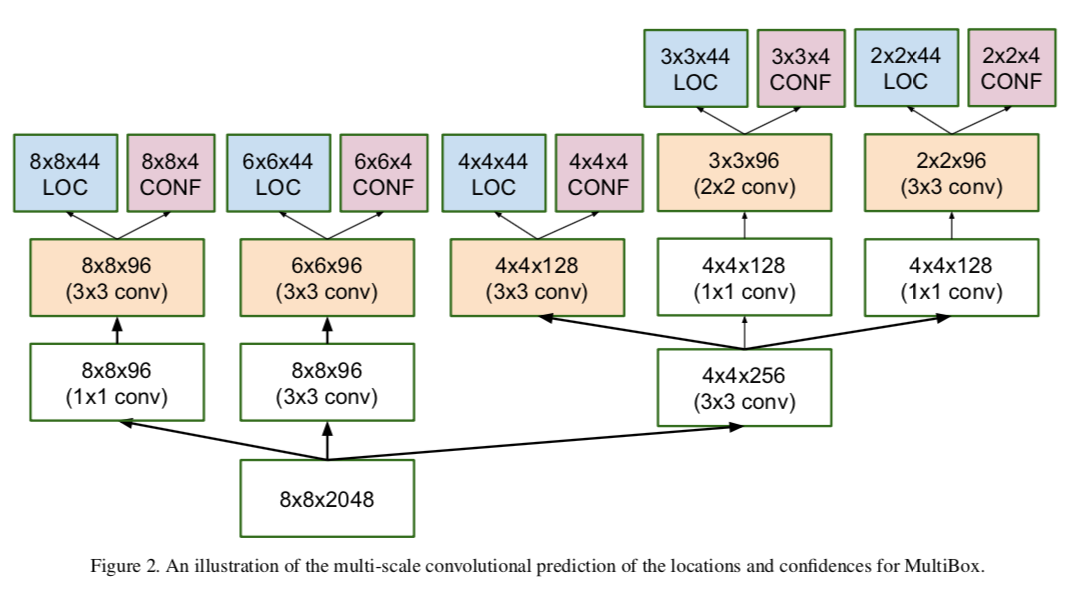 3x3x44
LOC
3x3x4
CONF
2x2x44
LOC
2x2x4
CONF
8x8x44
LOC
8x8x4
CONF
6x6x44
LOC
6x6x4
CONF
4x4x44
LOC
4x4x4
CONF
3x3x96
(2x2 conv)
2x2x96
(3x3 conv)
8x8x96
(3x3 conv)
6x6x96
(3x3 conv)
4x4x128
(3x3 conv)
4x4x128
(1x1 conv)
4x4x128
(1x1 conv)
8x8x96
(1x1 conv)
8x8x96
(3x3 conv)
4x4x256
(3x3 conv)
8x8x2048
Figure 2. An illustration of the multi-scale convolutional prediction of the locations and confidences for MultiBox.